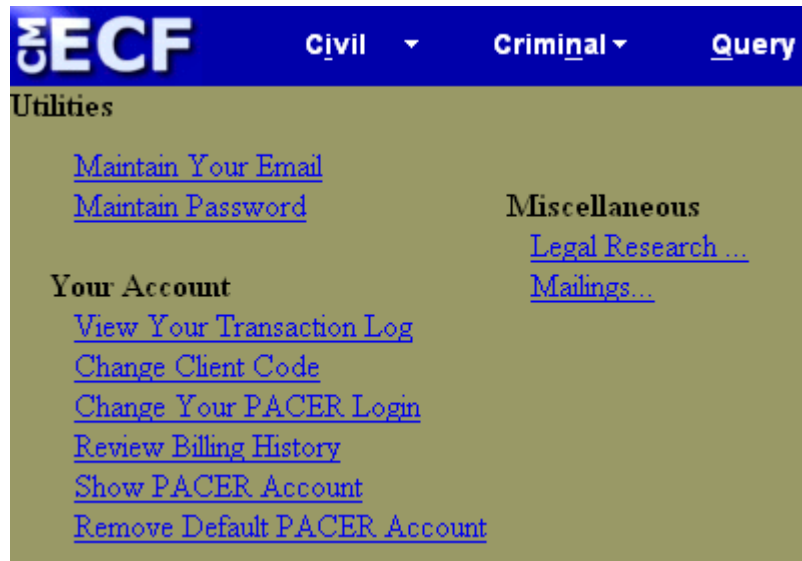 CM ECF Civil Criminal Query
Utilities
Maintain Your Email
Maintain Password
Miscellaneous
Legal Research ...
Mailings...
Your Account
View Your Transaction Log
Change Client Code
Change Your PACER Login
Review Billing History
Show PACER Account
Remove Default PACER Account